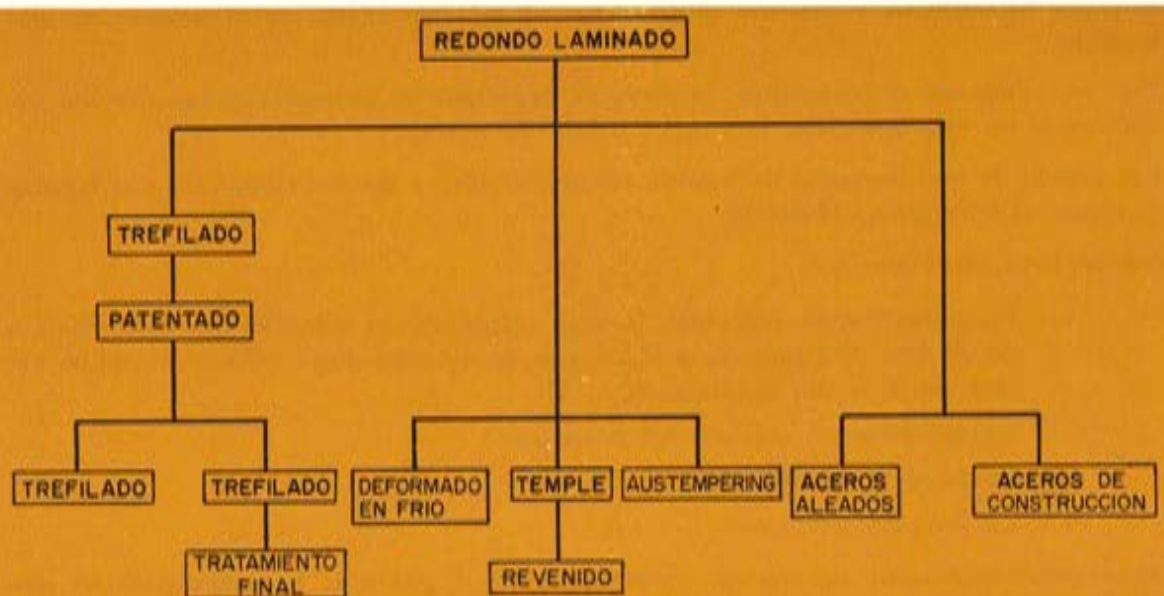 REDONDO LAMINADO
TREFILADO
PATENTADO
TREFILADO
TREFILADO
DEFORMADO
EN FRIO
TEMPLE
AUSTEMPERING
ACEROS
ALEADOS
ACEROS DE
CONSTRUCCION
TRATAMIENTO
FINAL
REVENIDO